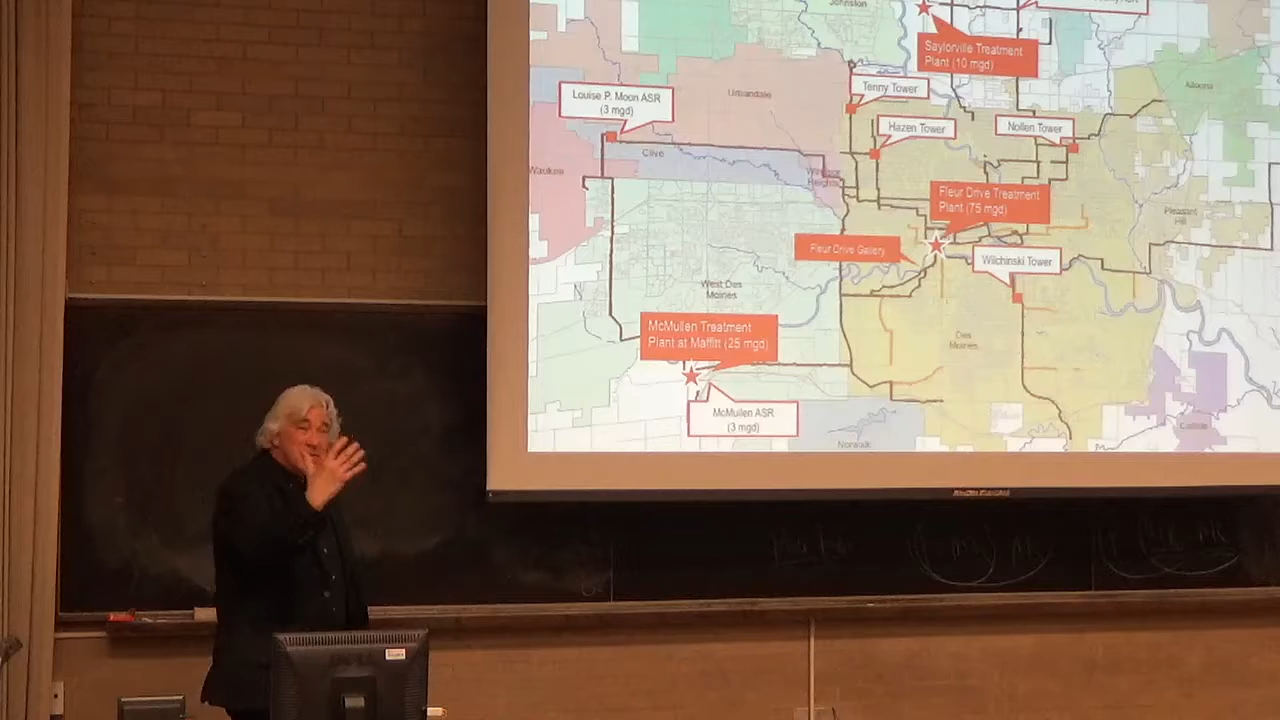 Johnston
Saylorville Treatment
Plant (10 mgd)
Louise P. Moon ASR
(3 mgd)
Urbandale
Tenny Tower
Altoona
Hazen Tower
Nollen Tower
Clive
Waukee
Windsor
Heights
Fleur Drive Treatment
Plant (75 mgd)
Pleasant
Hill
Fleur Drive Gallery
Wilchinski Tower
West Des
Moines
McMullen Treatment
Plant at Maffitt (25 mgd)
Des
Moines
McMullen ASR
(3 mgd)
Norwalk
Carlisle